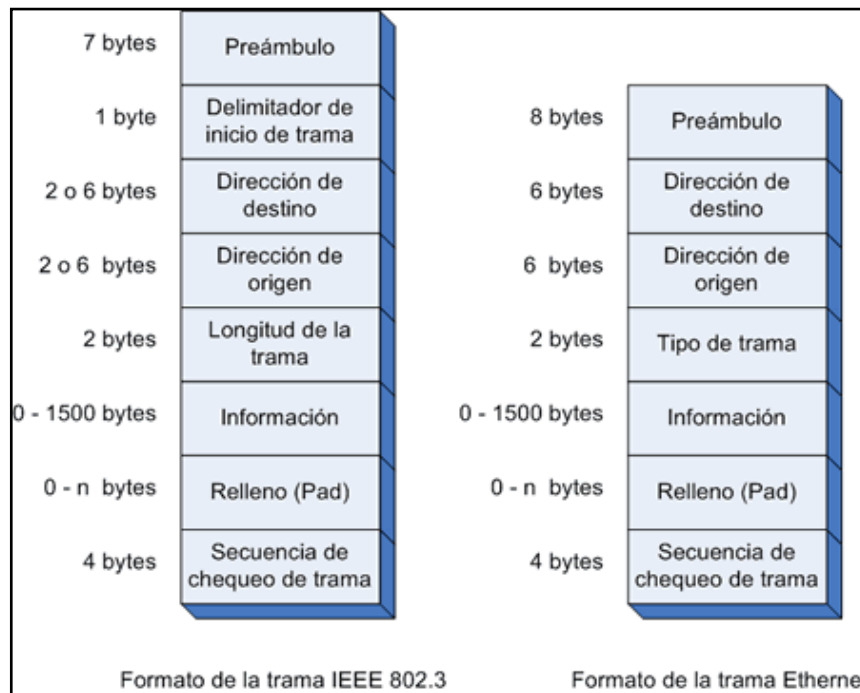 7 bytes
Preámbulo
1 byte
Delimitador de
inicio de trama
2 o 6 bytes
Dirección de
destino
2 o 6 bytes
Dirección de
origen
2 bytes
Longitud de la
trama
0 - 1500 bytes
Información
0 - n bytes
Relleno (Pad)
4 bytes
Secuencia de
chequeo de trama
Formato de la trama IEEE 802.3
8 bytes
Preámbulo
6 bytes
Dirección de
destino
6 bytes
Dirección de
origen
2 bytes
Tipo de trama
0 - 1500 bytes
Información
0 - n bytes
Relleno (Pad)
4 bytes
Secuencia de
chequeo de trama
Formato de la trama Etherne